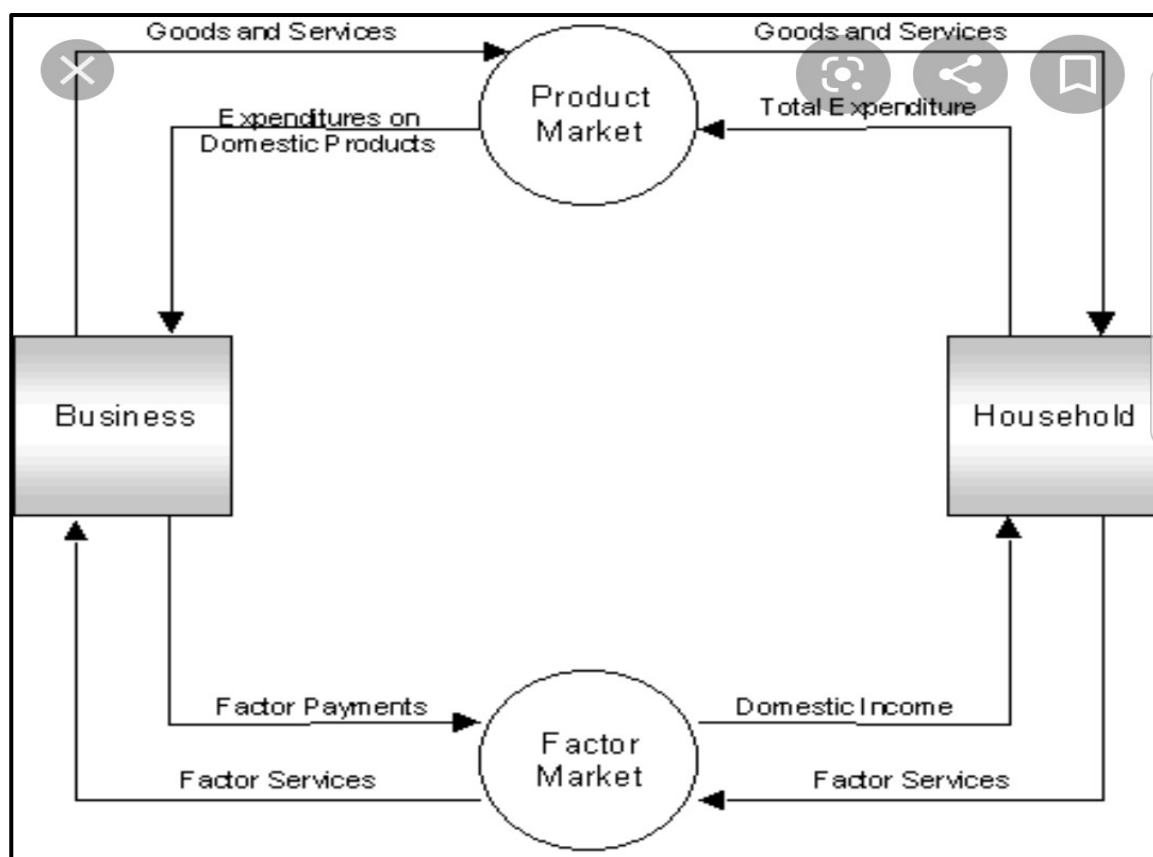 Goods and Services
Goods and Services
Product
Market
Expenditures on
Domestic Products
Total Expenditure
Business
Household
Factor Payments
Domestic Income
Factor
Market
Factor Services
Factor Services